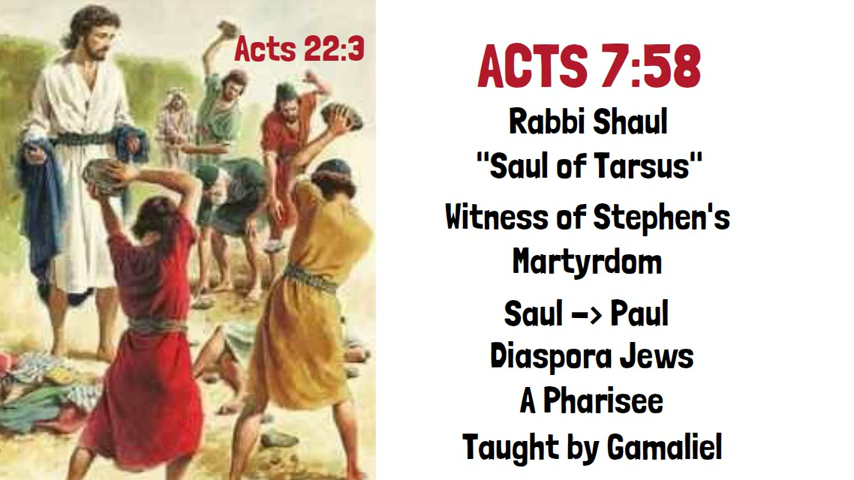 Acts 22:3
ACTS 7:58
Rabbi Shaul
"Saul of Tarsus"
Witness of Stephen's
Martyrdom
Saul –> Paul
Diaspora Jews
A Pharisee
Taught by Gamaliel